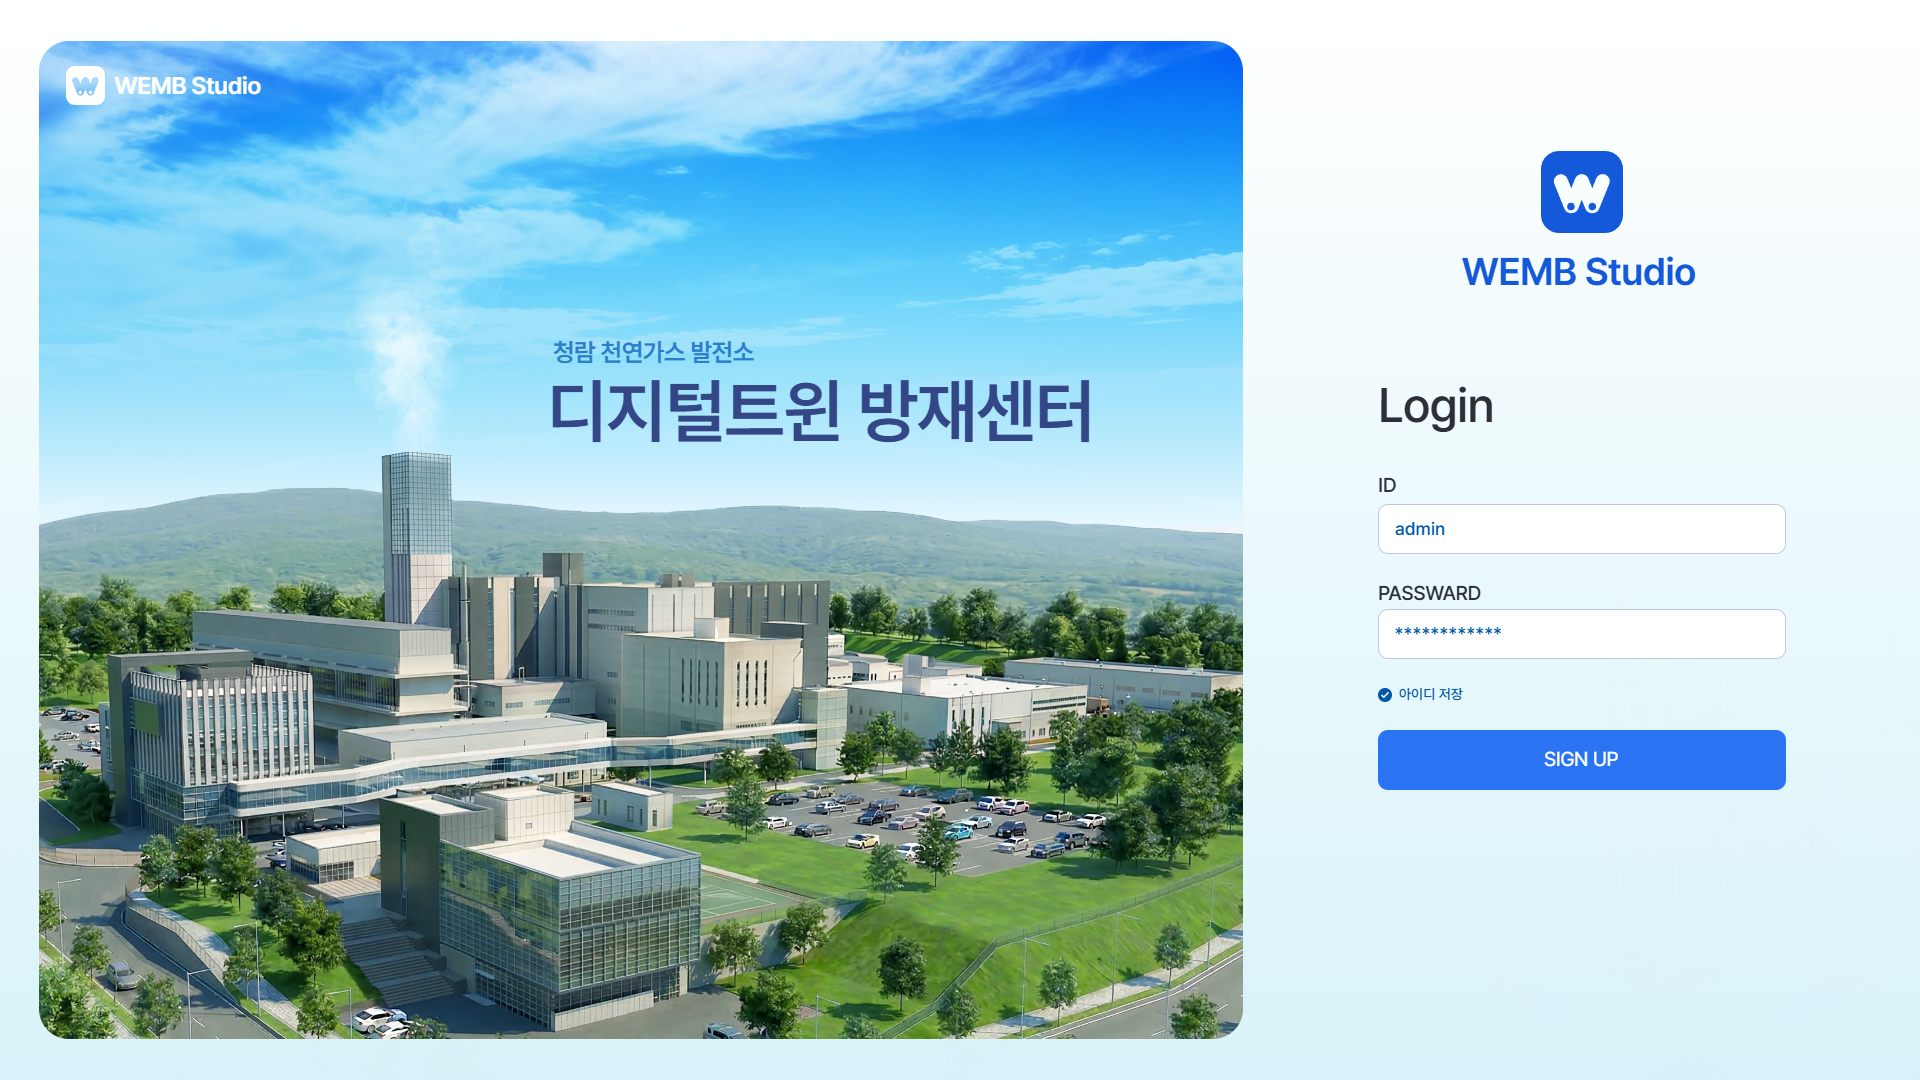 WEMB Studio
청람 천연가스 발전소
디지털트윈 방재센터
WEMB Studio
Login
ID
admin
PASSWARD
************
아이디 저장
SIGN UP